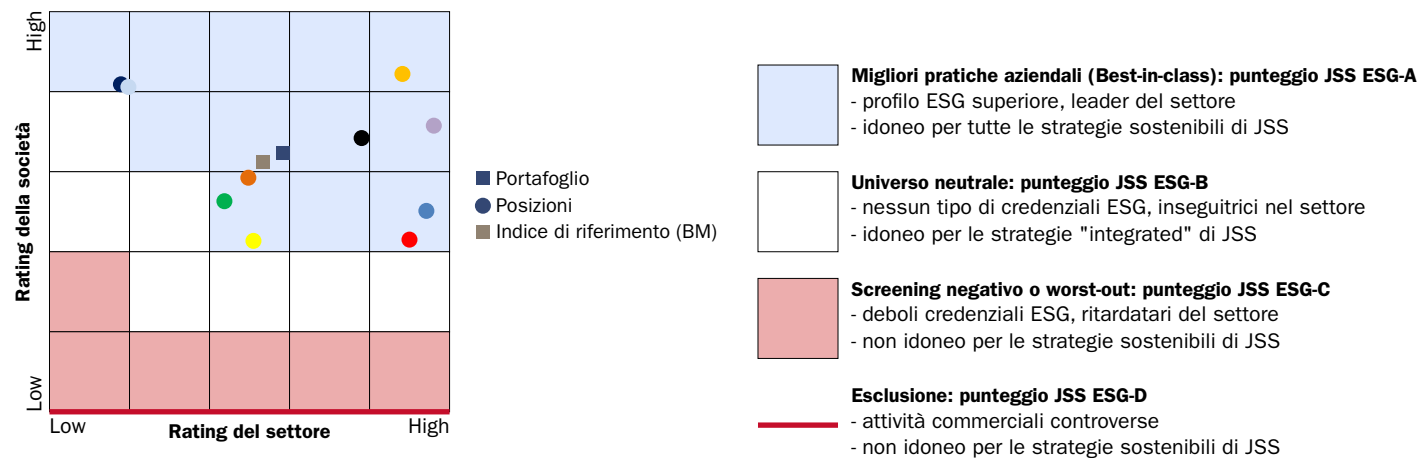 High
Rating della società
Low
Low
Rating del settore
High
Portafoglio
Posizioni
Indice di riferimento (BM)
Migliori pratiche aziendali (Best-in-class): punteggio JSS ESG-A
- profilo ESG superiore, leader del settore
- idoneo per tutte le strategie sostenibili di JSS
Universo neutrale: punteggio JSS ESG-B
- nessun tipo di credenziali ESG, inseguitrici nel settore
- idoneo per le strategie "integrated" di JSS
Screening negativo o worst-out: punteggio JSS ESG-C
- deboli credenziali ESG, ritardatari del settore
- non idoneo per le strategie sostenibili di JSS
Esclusione: punteggio JSS ESG-D
- attività commerciali controverse
- non idoneo per le strategie sostenibili di JSS